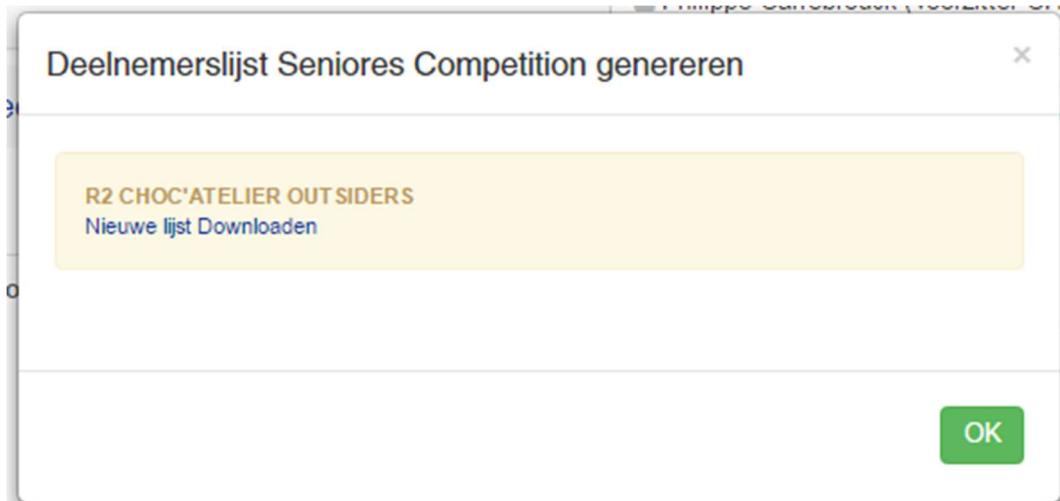 Deelnemerslijst Seniores Competition genereren
×
R2 CHOC'ATELIER OUTSIDERS
Nieuwe lijst Downloaden
OK